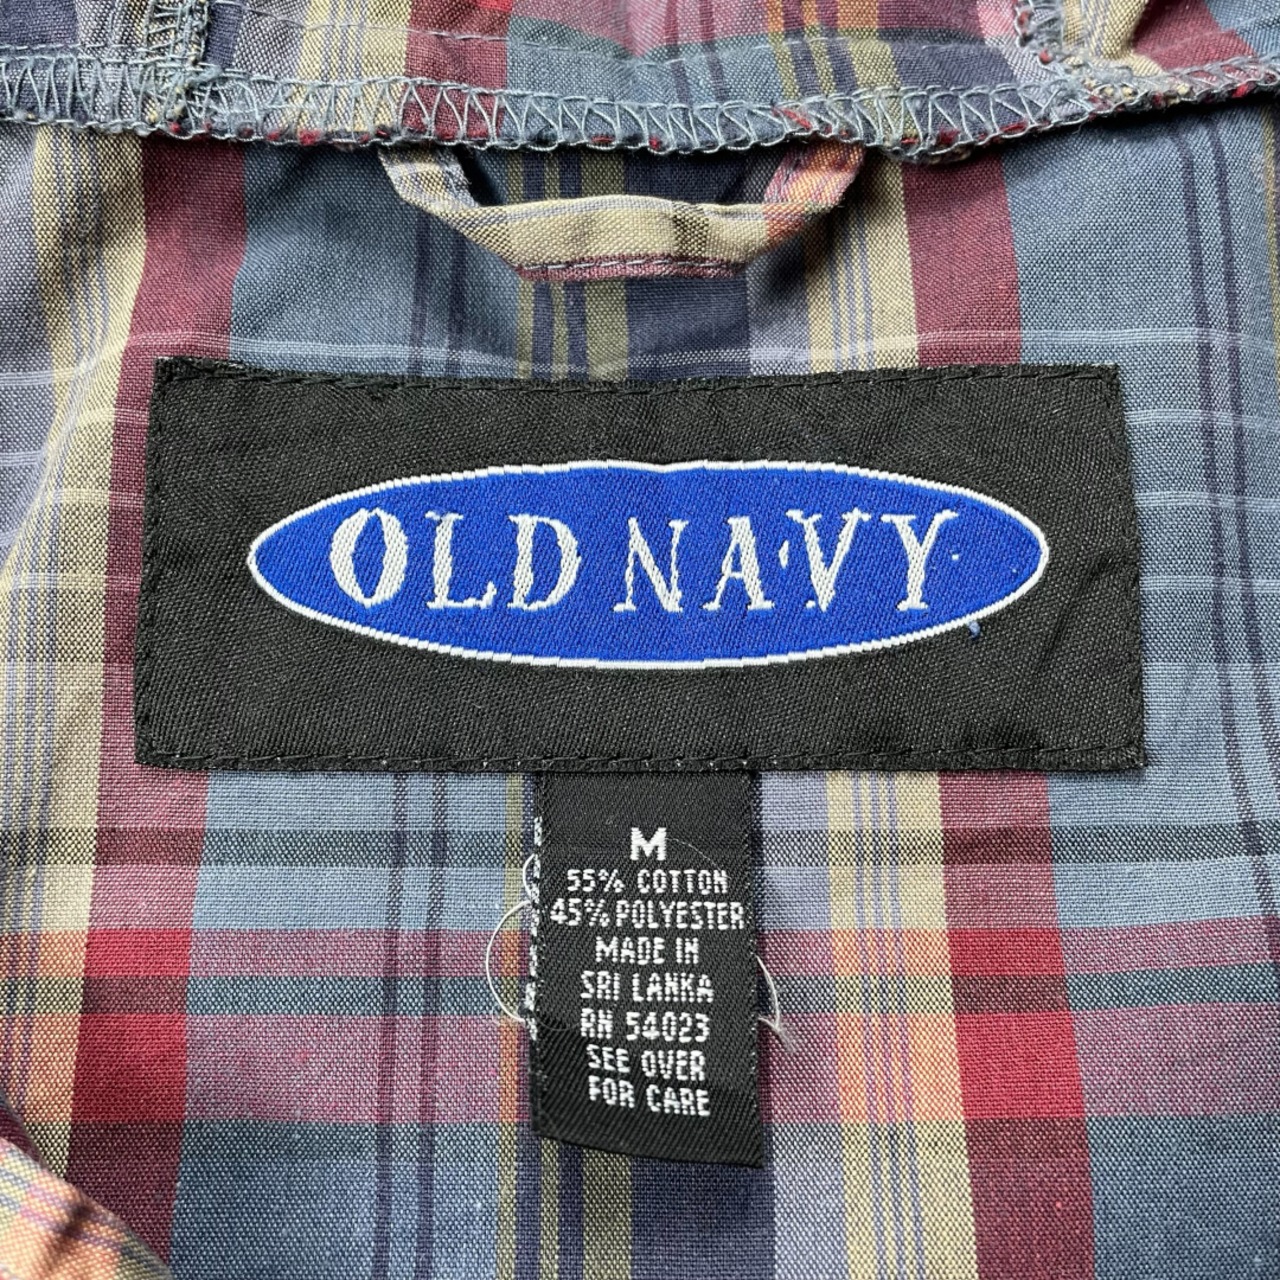 OLD NAVY
M
55% COTTON
45% POLYESTER
MADE IN
SRI LANKA
RN 54023
SEE OVER
FOR CARE